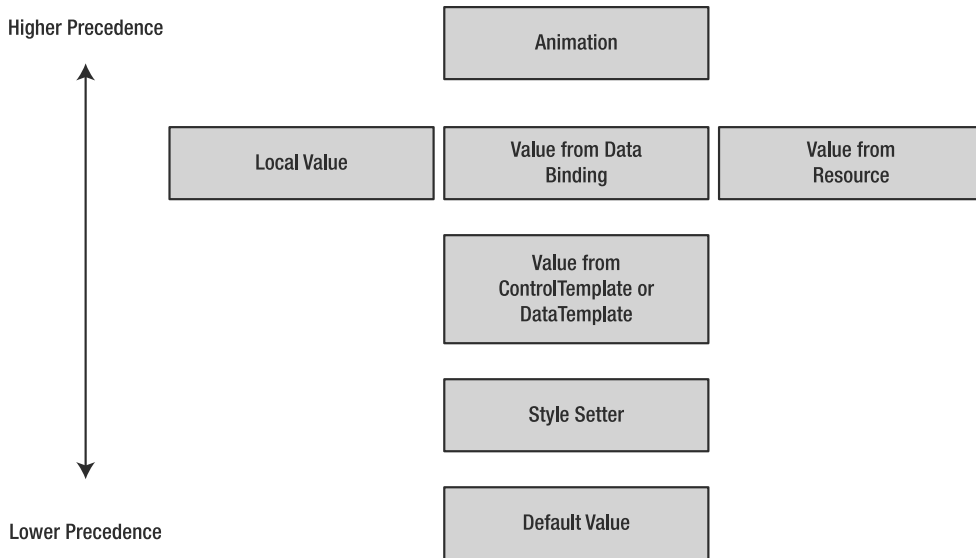 Higher Precedence
Animation
Local Value
Value from Data
Binding
Value from
Resource
Value from
ControlTemplate or
DataTemplate
Style Setter
Default Value
Lower Precedence